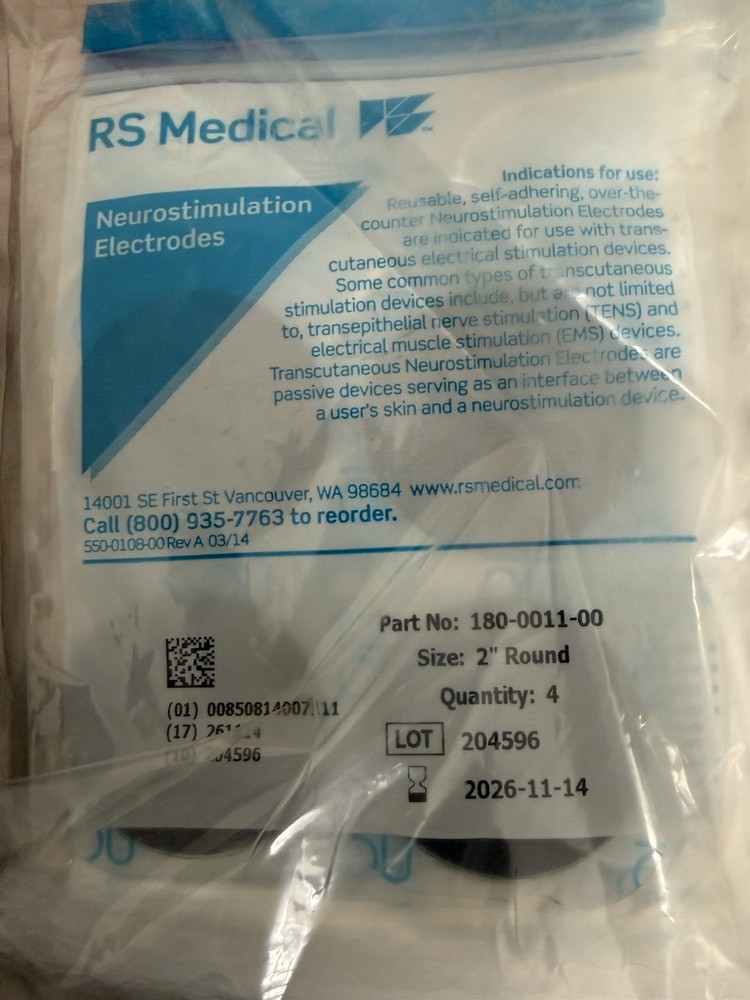 RS Medical
Neurostimulation
Electrodes
Indications for use:
Reusable, self-adhering, over-the-
counter Neurostimulation Electrodes
are indicated for use with trans-
cutaneous electrical stimulation devices.
Some common types of transcutaneous
stimulation devices include, but are not limited
to, transepithelial nerve stimulation (TENS) and
electrical muscle stimulation (EMS) devices.
Transcutaneous Neurostimulation Electrodes are
passive devices serving as an interface between
a user's skin and a neurostimulation device.
14001 SE First St Vancouver, WA 98684 www.rsmedical.com
Call (800) 935-7763 to reorder.
550-0108-00 Rev A 03/14
Part No: 180-0011-00
Size: 2" Round
Quantity: 4
LOT 204596
2026-11-14
(01)
(17)
(10)